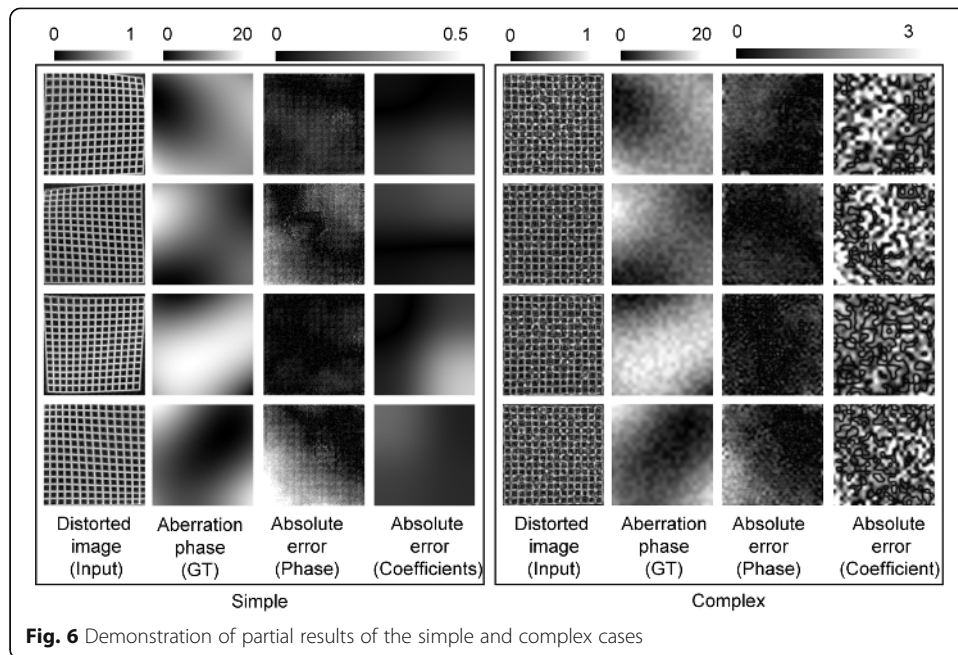 0 1 0 20 0 0.5 0 1 0 20 0 3
Distorted image (Input) Aberration phase (GT) Absolute error (Phase) Absolute error (Coefficients) Distorted image (Input) Aberration phase (GT) Absolute error (Phase) Absolute error (Coefficient)
Simple Complex
Fig. 6 Demonstration of partial results of the simple and complex cases